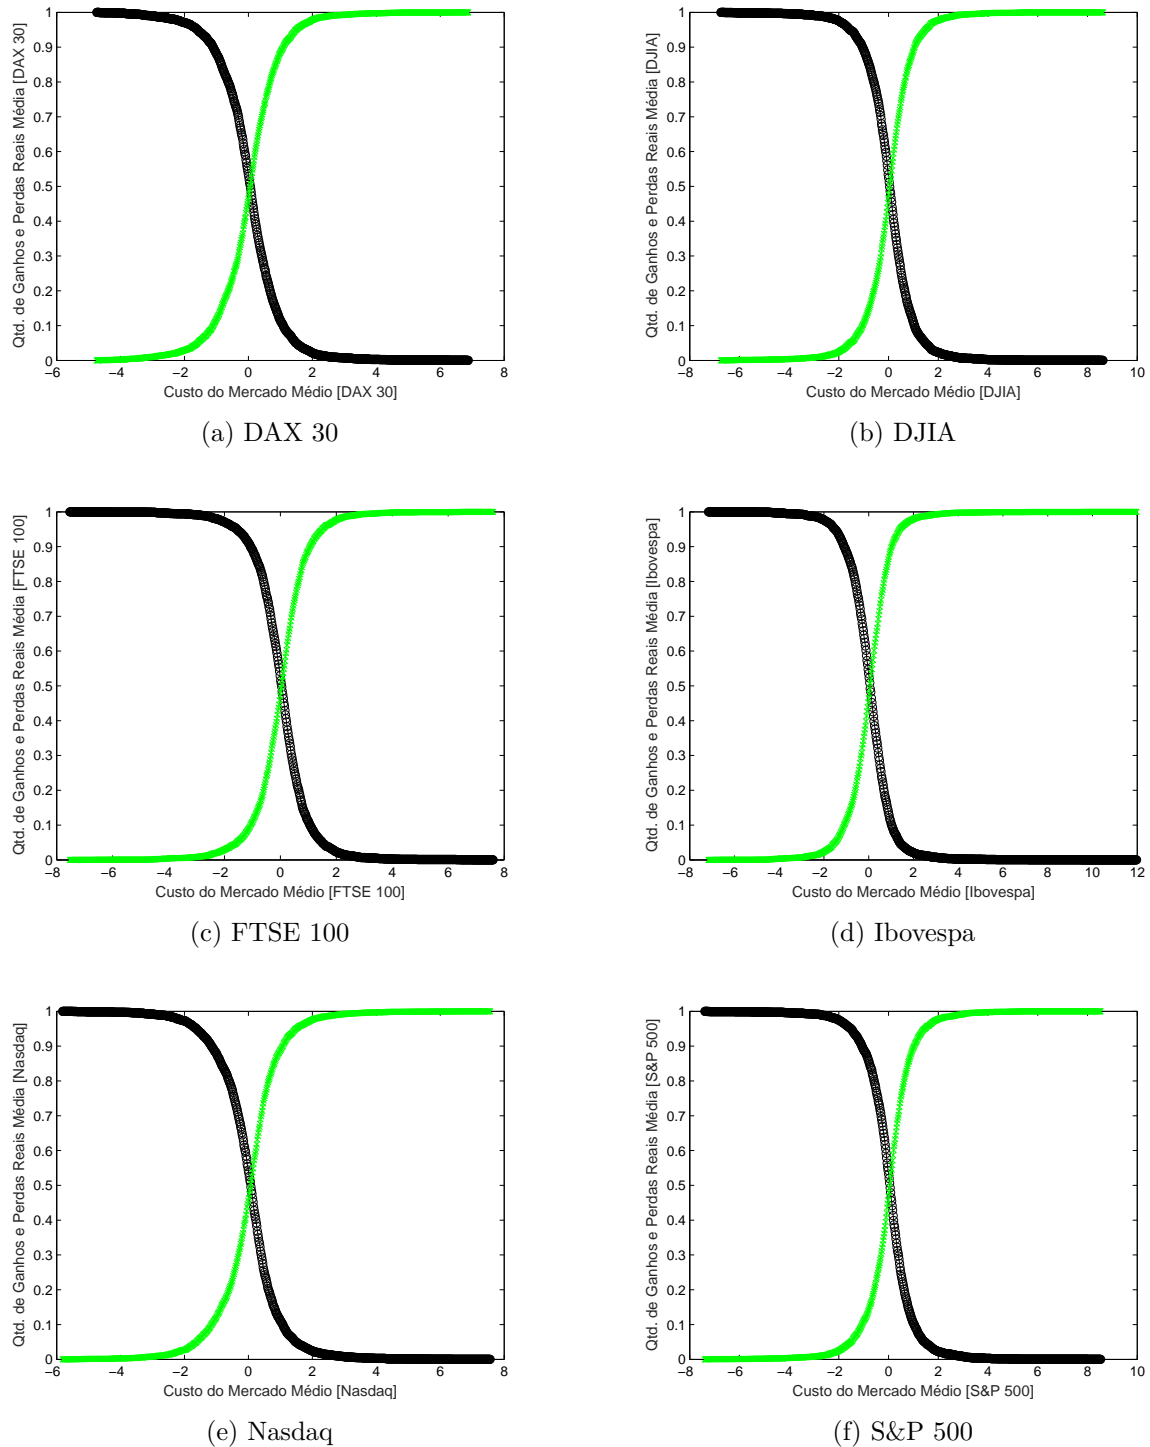 1
0.9
0.8
0.7
0.6
0.5
0.4
0.3
0.2
0.1
0
Qtd. de Ganhos e Perdas Reais Média [DAX 30]
−6 −4 −2 0 2 4 6 8
Custo do Mercado Médio [DAX 30]
(a) DAX 30
1
0.9
0.8
0.7
0.6
0.5
0.4
0.3
0.2
0.1
0
Qtd. de Ganhos e Perdas Reais Média [DJIA]
−8 −6 −4 −2 0 2 4 6 8 10
Custo do Mercado Médio [DJIA]
(b) DJIA
1
0.9
0.8
0.7
0.6
0.5
0.4
0.3
0.2
0.1
0
Qtd. de Ganhos e Perdas Reais Média [FTSE 100]
−8 −6 −4 −2 0 2 4 6 8
Custo do Mercado Médio [FTSE 100]
(c) FTSE 100
1
0.9
0.8
0.7
0.6
0.5
0.4
0.3
0.2
0.1
0
Qtd. de Ganhos e Perdas Reais Média [Ibovespa]
−8 −6 −4 −2 0 2 4 6 8 10 12
Custo do Mercado Médio [Ibovespa]
(d) Ibovespa
1
0.9
0.8
0.7
0.6
0.5
0.4
0.3
0.2
0.1
0
Qtd. de Ganhos e Perdas Reais Média [Nasdaq]
−6 −4 −2 0 2 4 6 8
Custo do Mercado Médio [Nasdaq]
(e) Nasdaq
1
0.9
0.8
0.7
0.6
0.5
0.4
0.3
0.2
0.1
0
Qtd. de Ganhos e Perdas Reais Média [S&P 500]
−8 −6 −4 −2 0 2 4 6 8 10
Custo do Mercado Médio [S&P 500]
(f) S&P 500